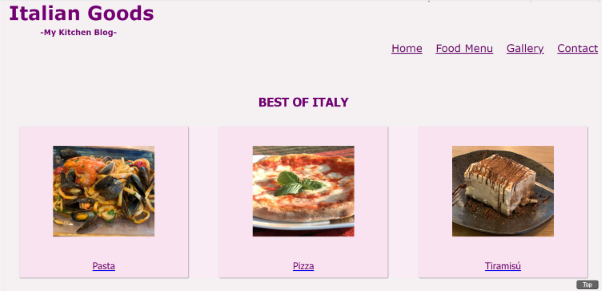 Italian Goods
-My Kitchen Blog-
Home Food Menu Gallery Contact
BEST OF ITALY
Pasta Pizza Tiramisú
Top